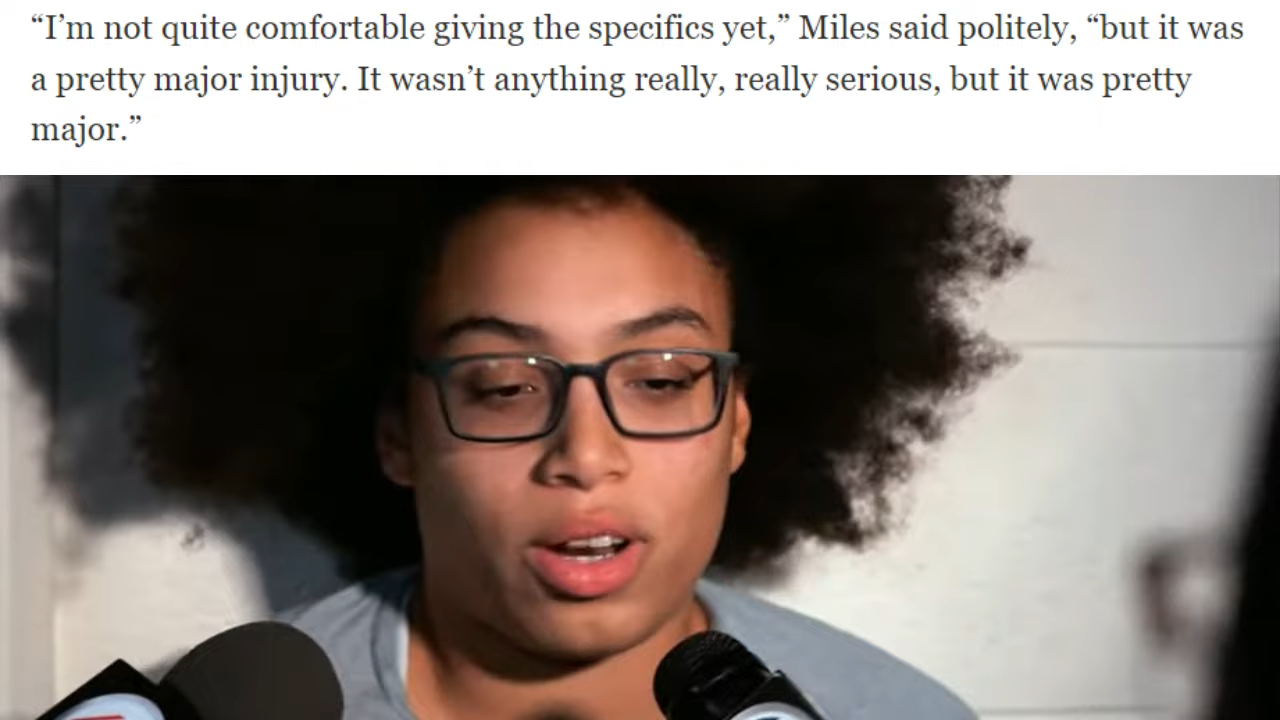 “I’m not quite comfortable giving the specifics yet,” Miles said politely, “but it was
a pretty major injury. It wasn’t anything really, really serious, but it was pretty
major.”